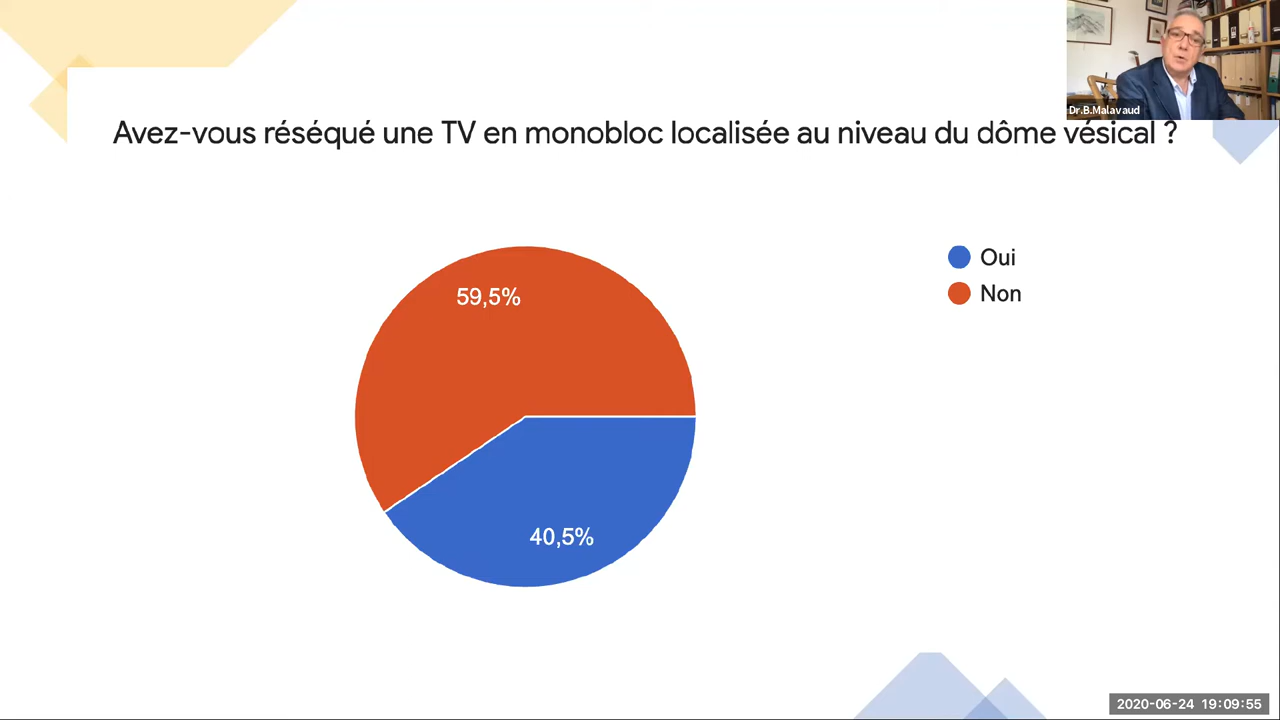 Dr.B.Malavaud
Avez-vous réséqué une TV en monobloc localisée au niveau du dôme vésical ?
Oui
Non
59,5%
40,5%
2020-06-24 19:09:55